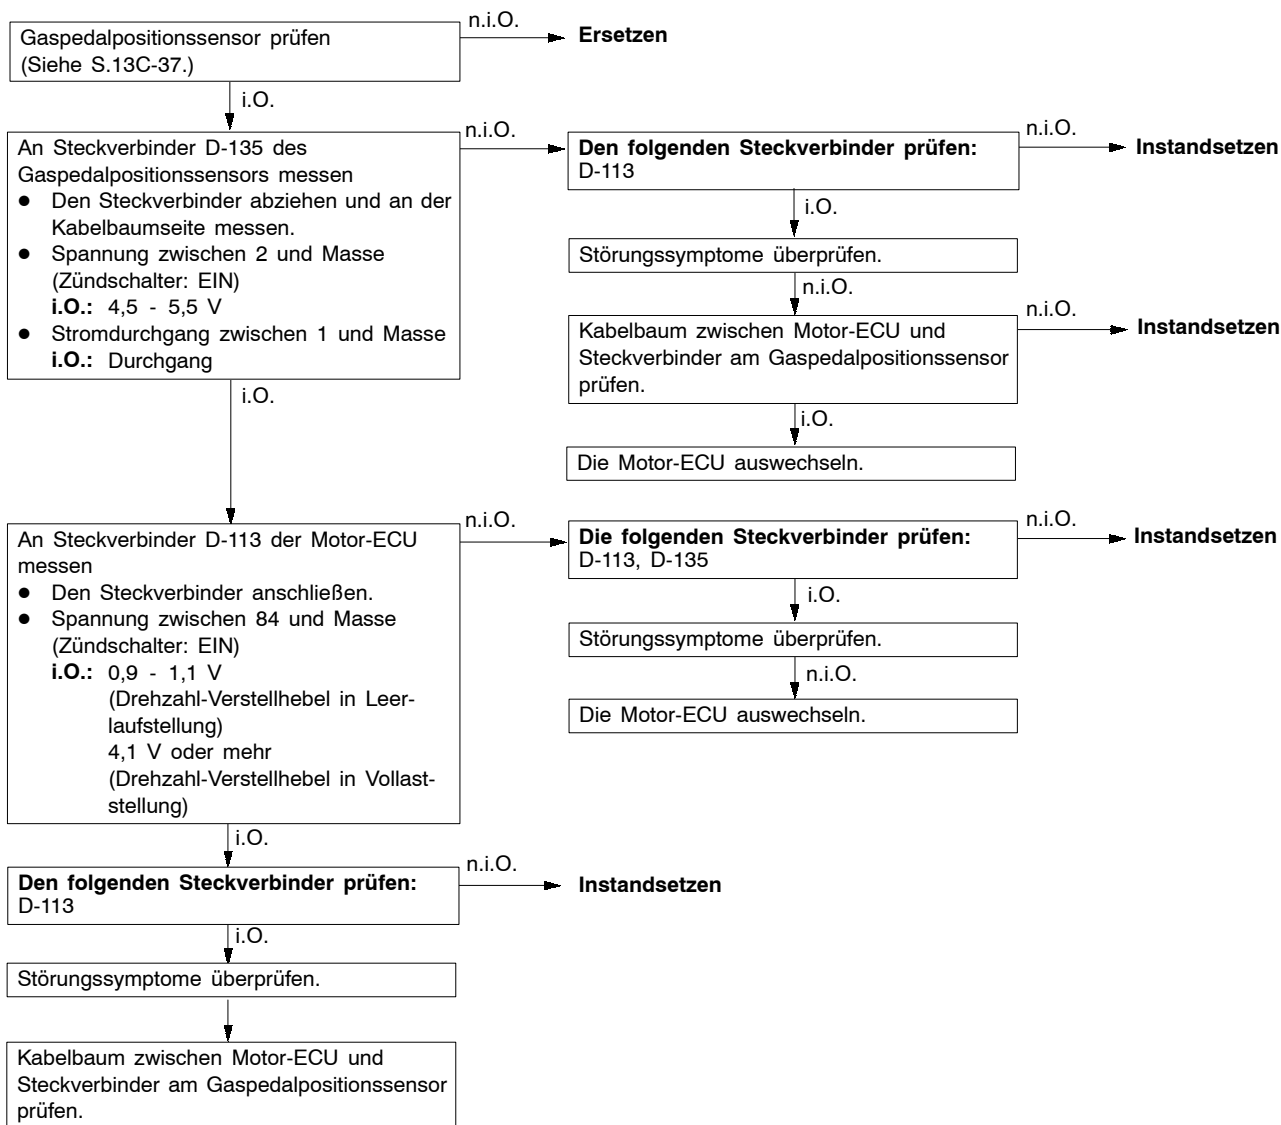 Gaspedalpositionssensor prüfen
(Siehe S.13C-37.)
n.i.O.
Ersetzen
i.O.
An Steckverbinder D-135 des
Gaspedalpositionssensors messen
● Den Steckverbinder abziehen und an der
Kabelbaumseite messen.
● Spannung zwischen 2 und Masse
(Zündschalter: EIN)
i.O.: 4,5 - 5,5 V
● Stromdurchgang zwischen 1 und Masse
i.O.: Durchgang
n.i.O.
Den folgenden Steckverbinder prüfen:
D-113
n.i.O.
Instandsetzen
i.O.
Störungssymptome überprüfen.
n.i.O.
Kabelbaum zwischen Motor-ECU und
Steckverbinder am Gaspedalpositionssensor
prüfen.
n.i.O.
Instandsetzen
i.O.
Die Motor-ECU auswechseln.
i.O.
An Steckverbinder D-113 der Motor-ECU
messen
● Den Steckverbinder anschließen.
● Spannung zwischen 84 und Masse
(Zündschalter: EIN)
i.O.: 0,9 - 1,1 V
(Drehzahl-Verstellhebel in Leer-
laufstellung)
4,1 V oder mehr
(Drehzahl-Verstellhebel in Vollast-
stellung)
n.i.O.
Die folgenden Steckverbinder prüfen:
D-113, D-135
n.i.O.
Instandsetzen
i.O.
Störungssymptome überprüfen.
n.i.O.
Die Motor-ECU auswechseln.
i.O.
Den folgenden Steckverbinder prüfen:
D-113
n.i.O.
Instandsetzen
i.O.
Störungssymptome überprüfen.
Kabelbaum zwischen Motor-ECU und
Steckverbinder am Gaspedalpositionssensor
prüfen.